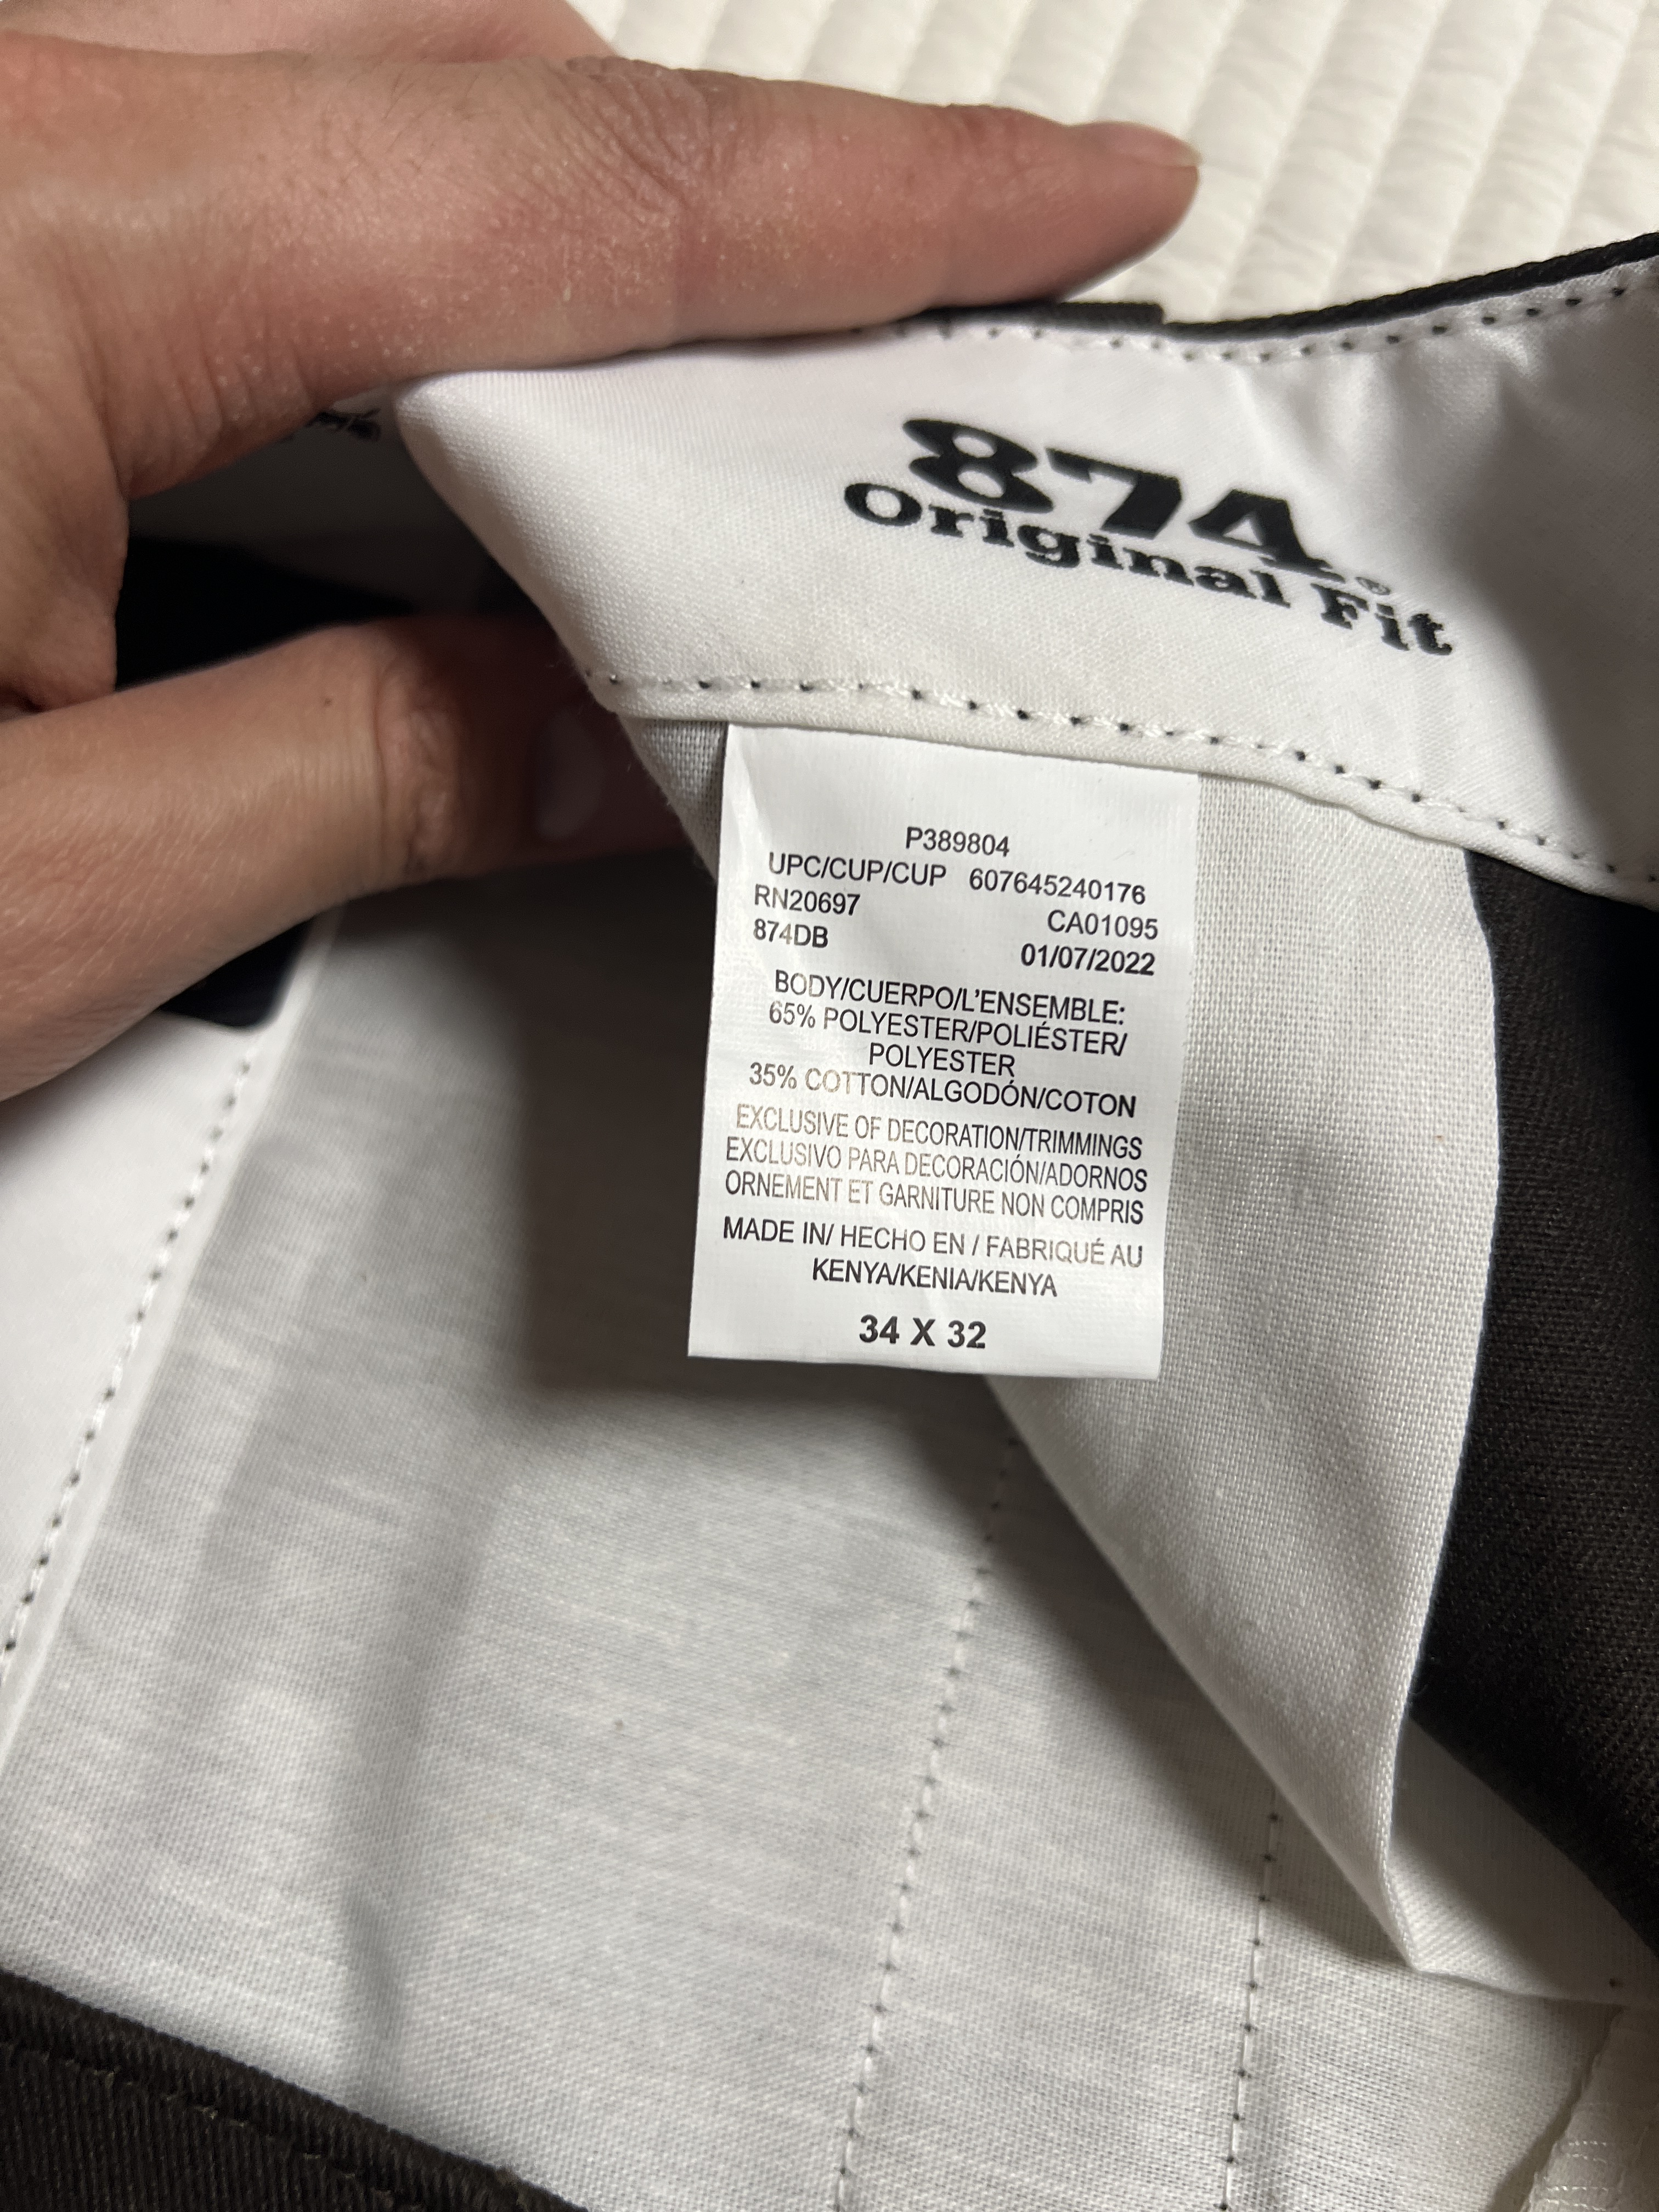 874®
Original Fit
P389804
UPC/CUP/CUP 607645240176
RN20697 CA01095
874DB 01/07/2022
BODY/CUERPO/L'ENSEMBLE:
65% POLYESTER/POLIÉSTER/
POLYESTER
35% COTTON/ALGODÓN/COTON
EXCLUSIVE OF DECORATION/TRIMMINGS
EXCLUSIVO PARA DECORACIÓN/ADORNOS
ORNEMENT ET GARNITURE NON COMPRIS
MADE IN/ HECHO EN / FABRIQUÉ AU
KENYA/KENIA/KENYA
34 X 32